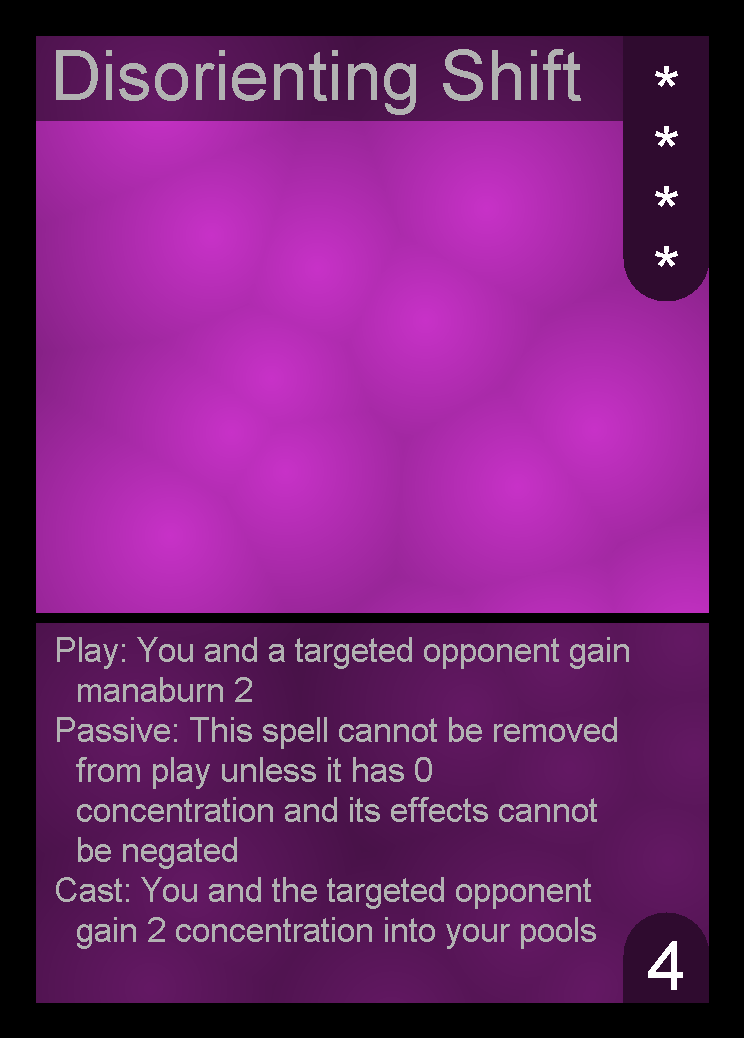 Disorienting Shift
*
*
*
*
Play: You and a targeted opponent gain
manaburn 2
Passive: This spell cannot be removed
from play unless it has 0
concentration and its effects cannot
be negated
Cast: You and the targeted opponent
gain 2 concentration into your pools
4